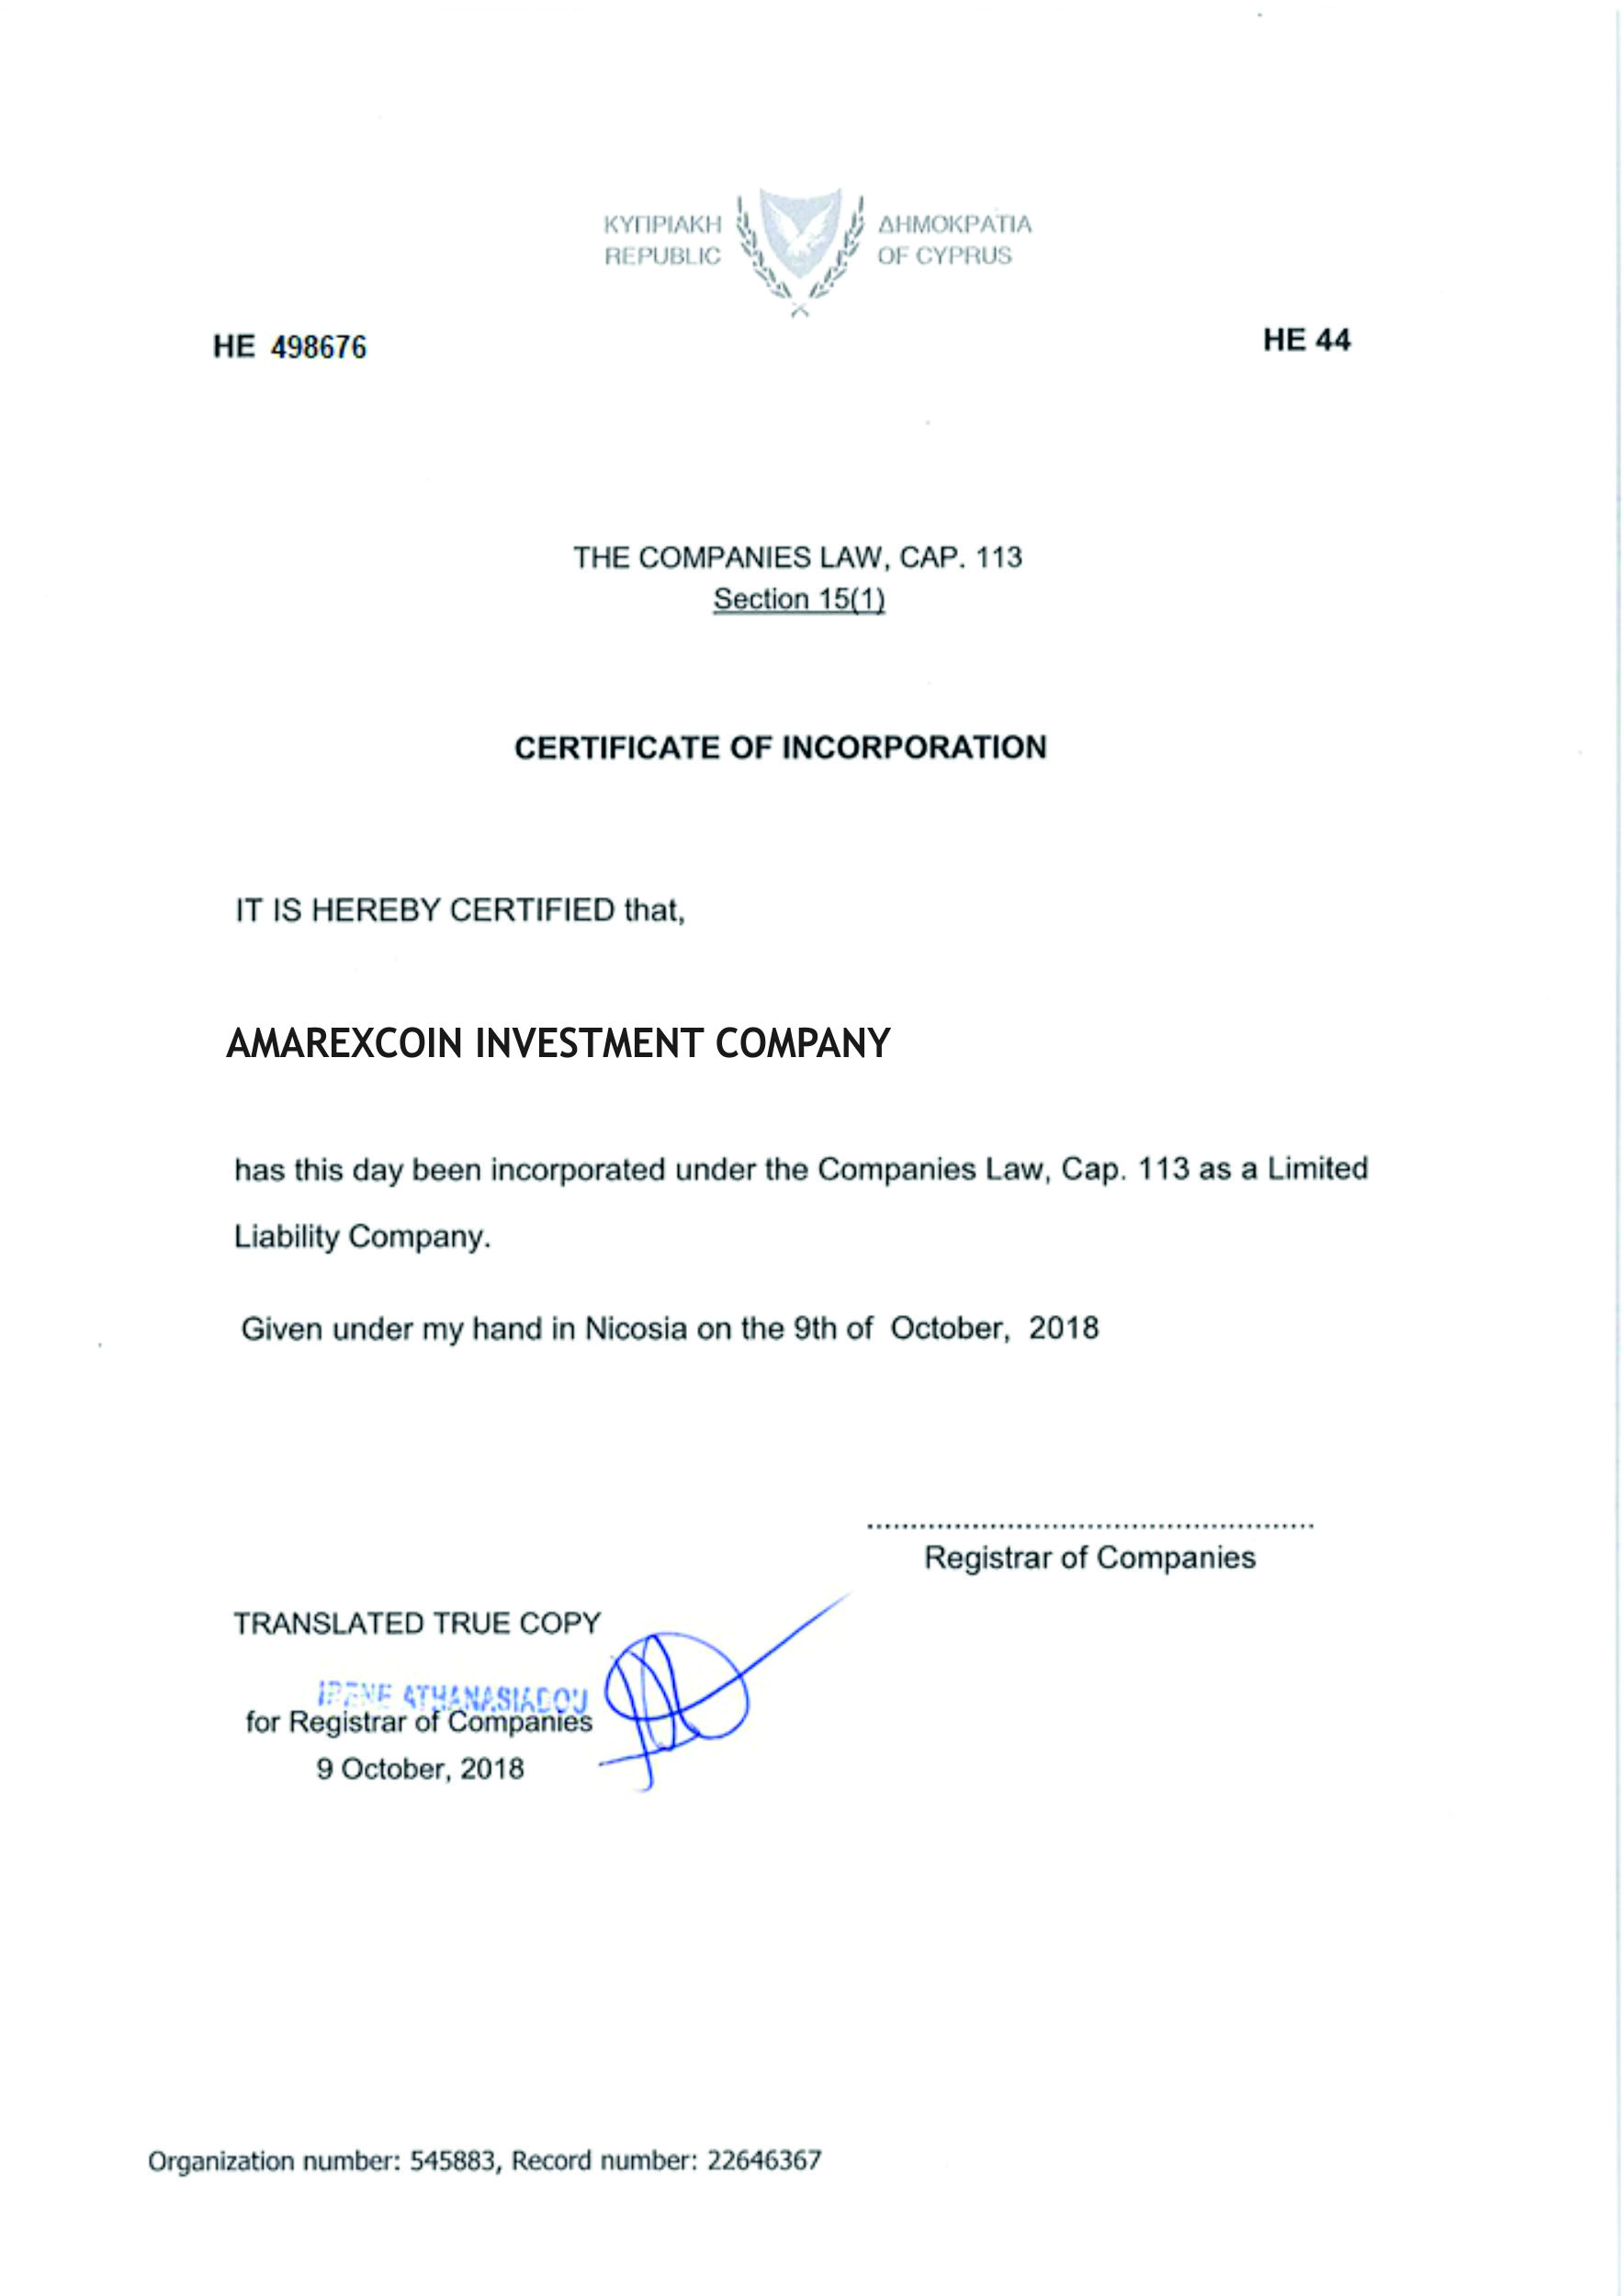 ΚΥΠΡΙΑΚΗ ΔΗΜΟΚΡΑΤΙΑ
REPUBLIC OF CYPRUS
HE 498676
HE 44
THE COMPANIES LAW, CAP. 113
Section 15(1)
CERTIFICATE OF INCORPORATION
IT IS HEREBY CERTIFIED that,
AMAREXCOIN INVESTMENT COMPANY
has this day been incorporated under the Companies Law, Cap. 113 as a Limited
Liability Company.
Given under my hand in Nicosia on the 9th of October, 2018
Registrar of Companies
TRANSLATED TRUE COPY
IRENE ATHANASIADOU
for Registrar of Companies
9 October, 2018
Organization number: 545883, Record number: 22646367